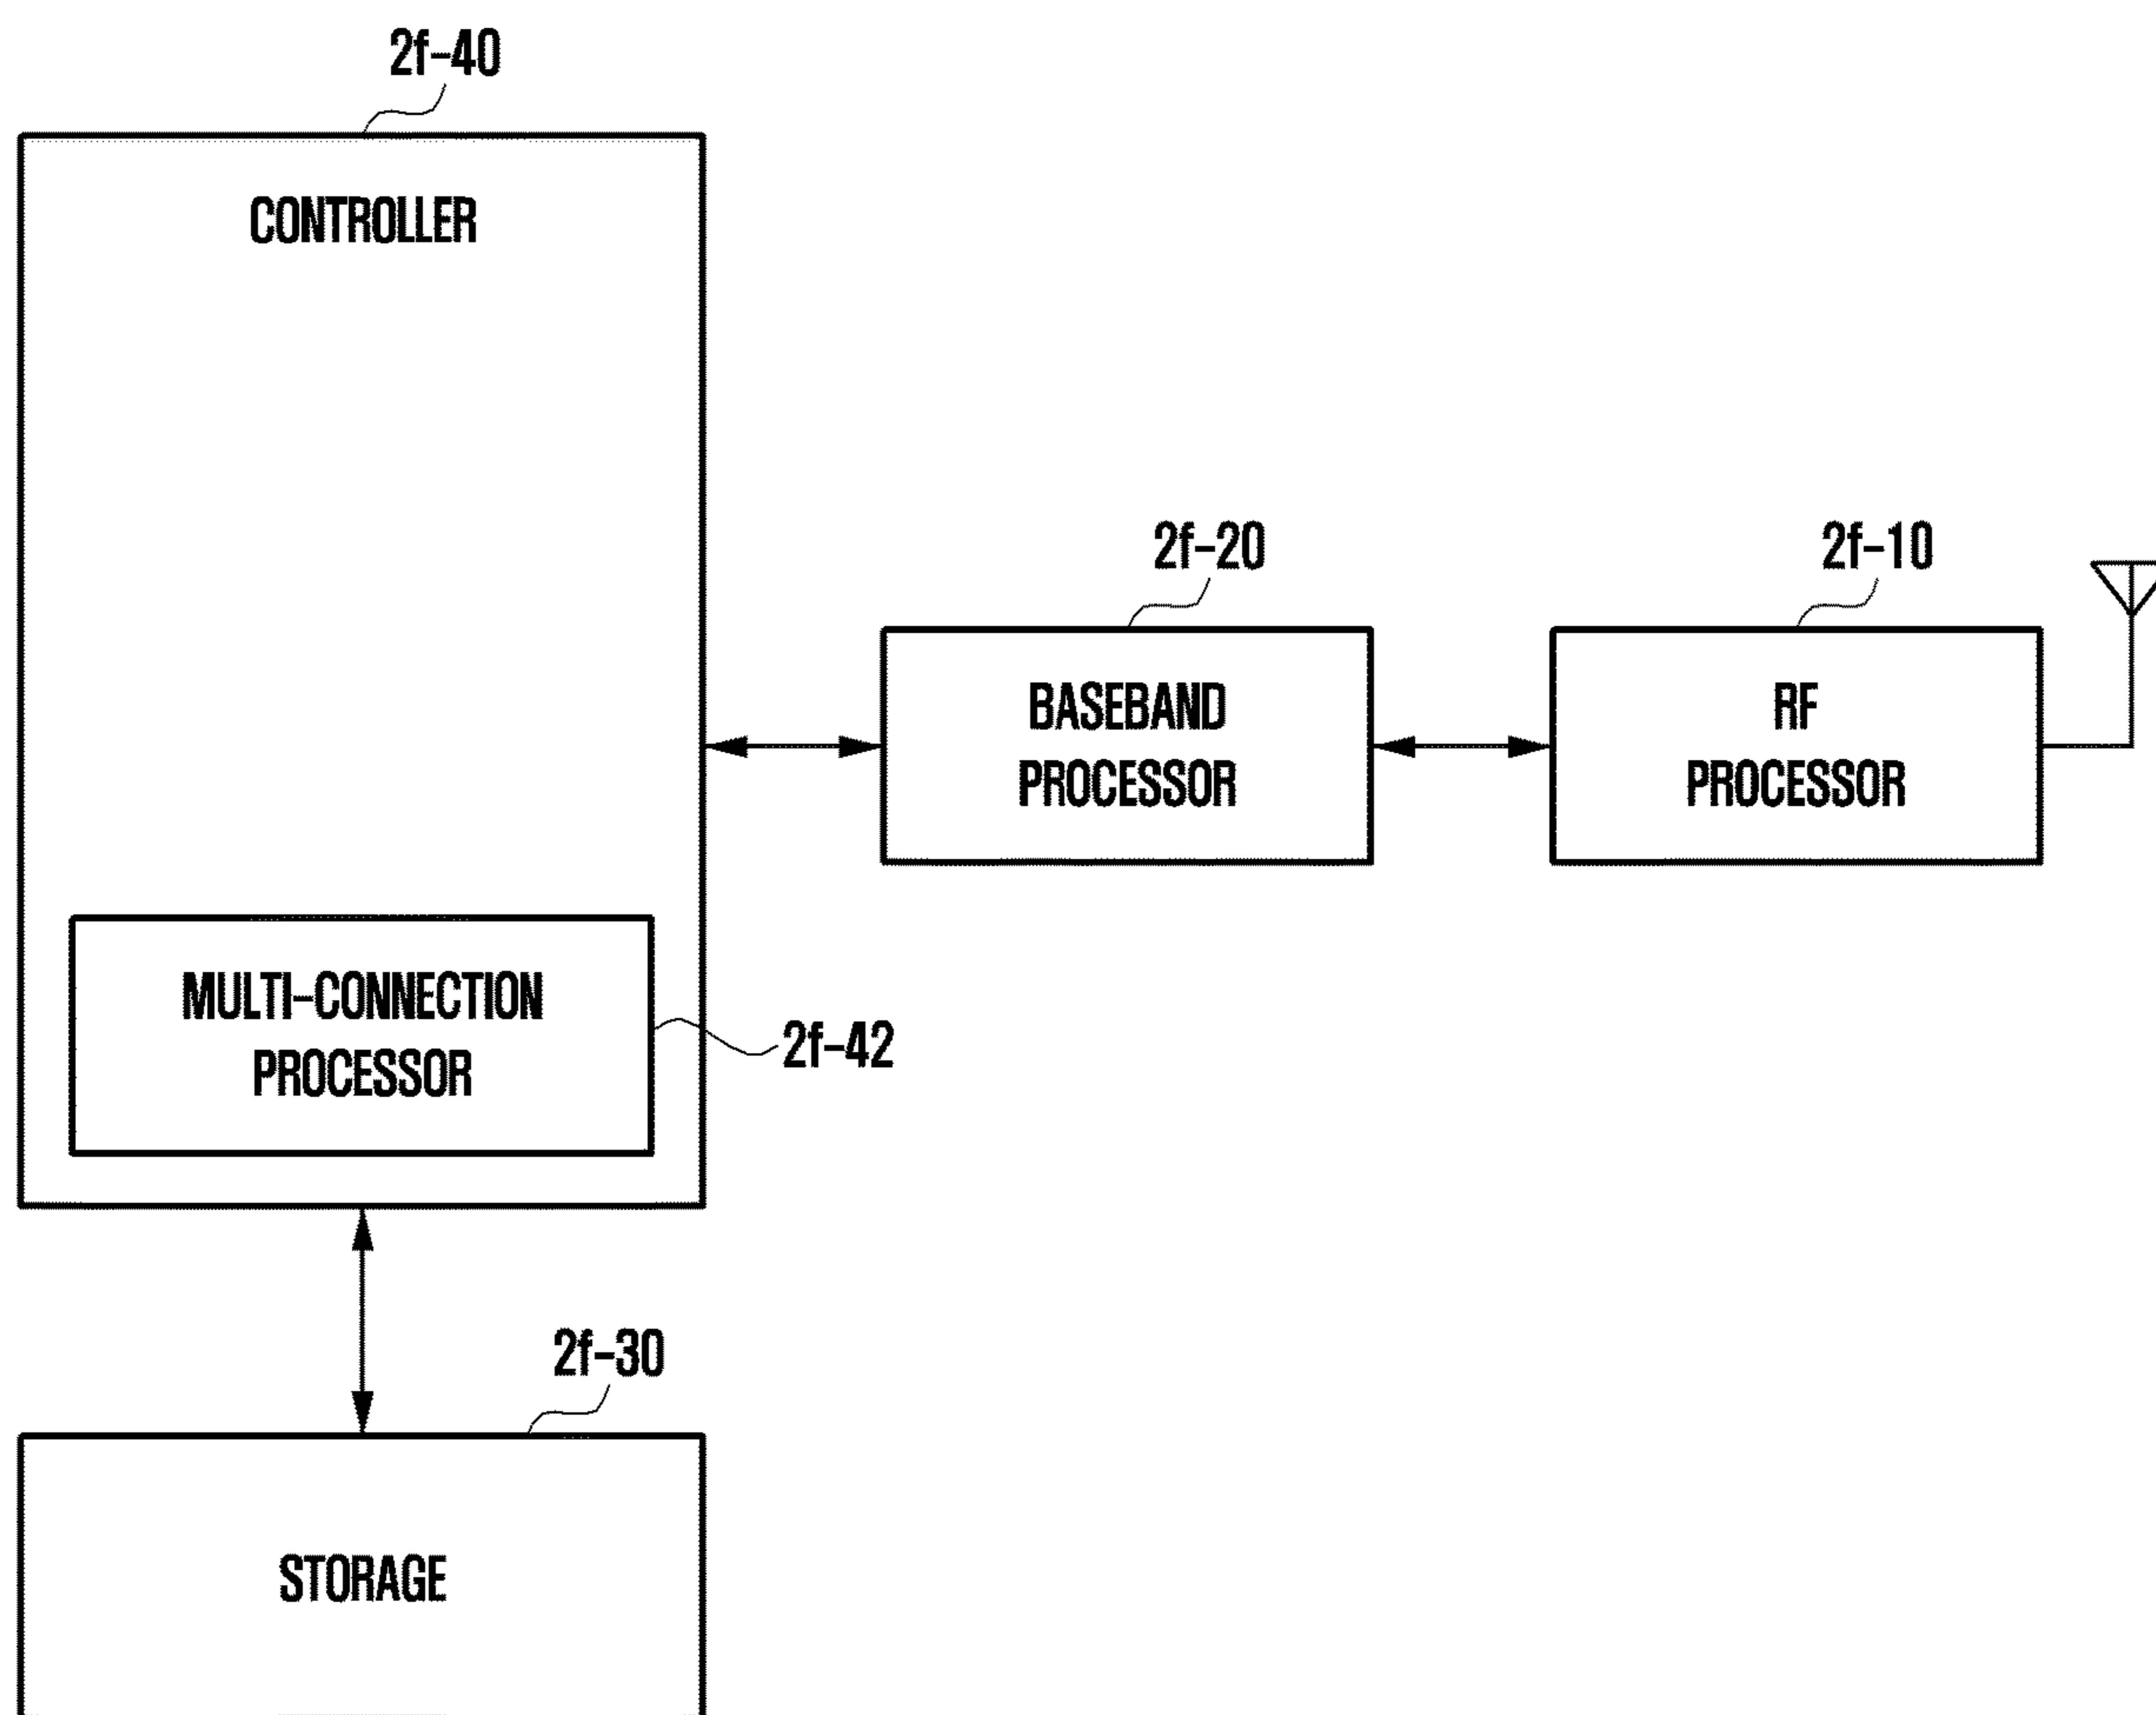 2f-40
CONTROLLER
2f-20
2f-10
BASEBAND
PROCESSOR
RF
PROCESSOR
MULTI-CONNECTION
PROCESSOR
2f-42
2f-30
STORAGE